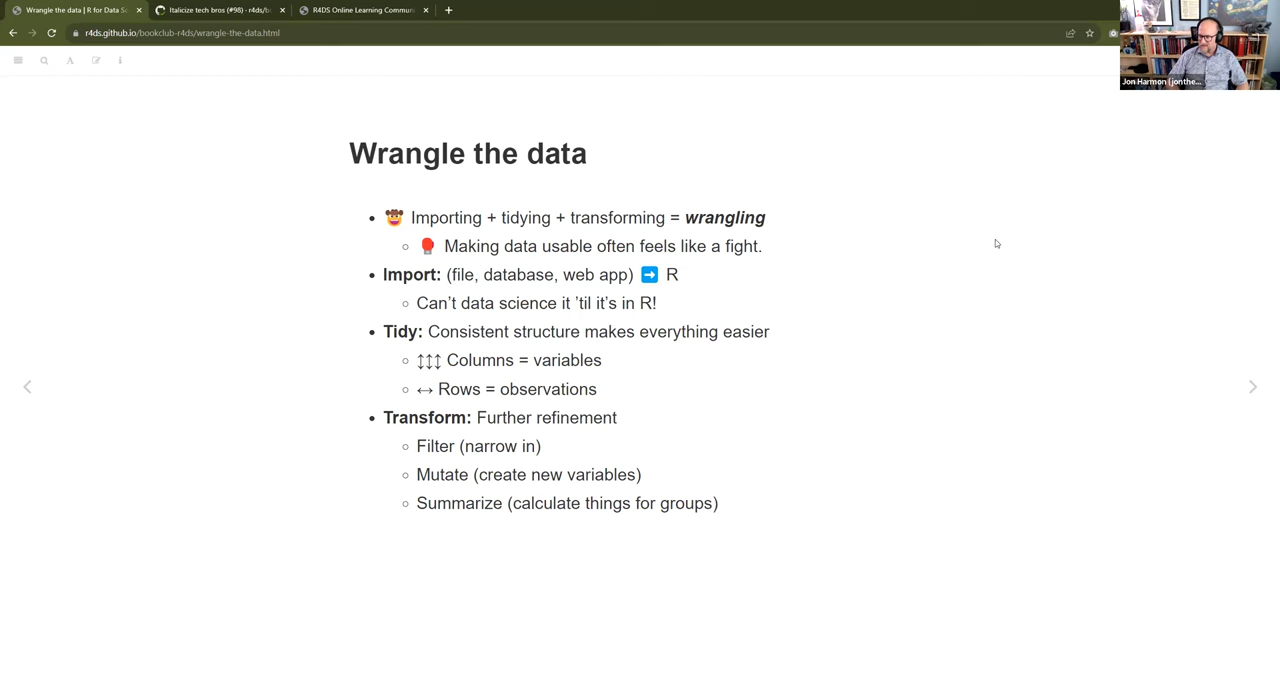 Wrangle the data | R for Data Sc
Italicize tech bros (#98) · r4ds/bo
R4DS Online Learning Commun
r4ds.github.io/bookclub-r4ds/wrangle-the-data.html
Jon Harmon (jonthe...
Wrangle the data
• 🤠 Importing + tidying + transforming = wrangling
○ 🥊 Making data usable often feels like a fight.
• Import: (file, database, web app) ➡️ R
○ Can't data science it 'til it's in R!
• Tidy: Consistent structure makes everything easier
○ ↕↕↕ Columns = variables
○ ↔ Rows = observations
• Transform: Further refinement
○ Filter (narrow in)
○ Mutate (create new variables)
○ Summarize (calculate things for groups)